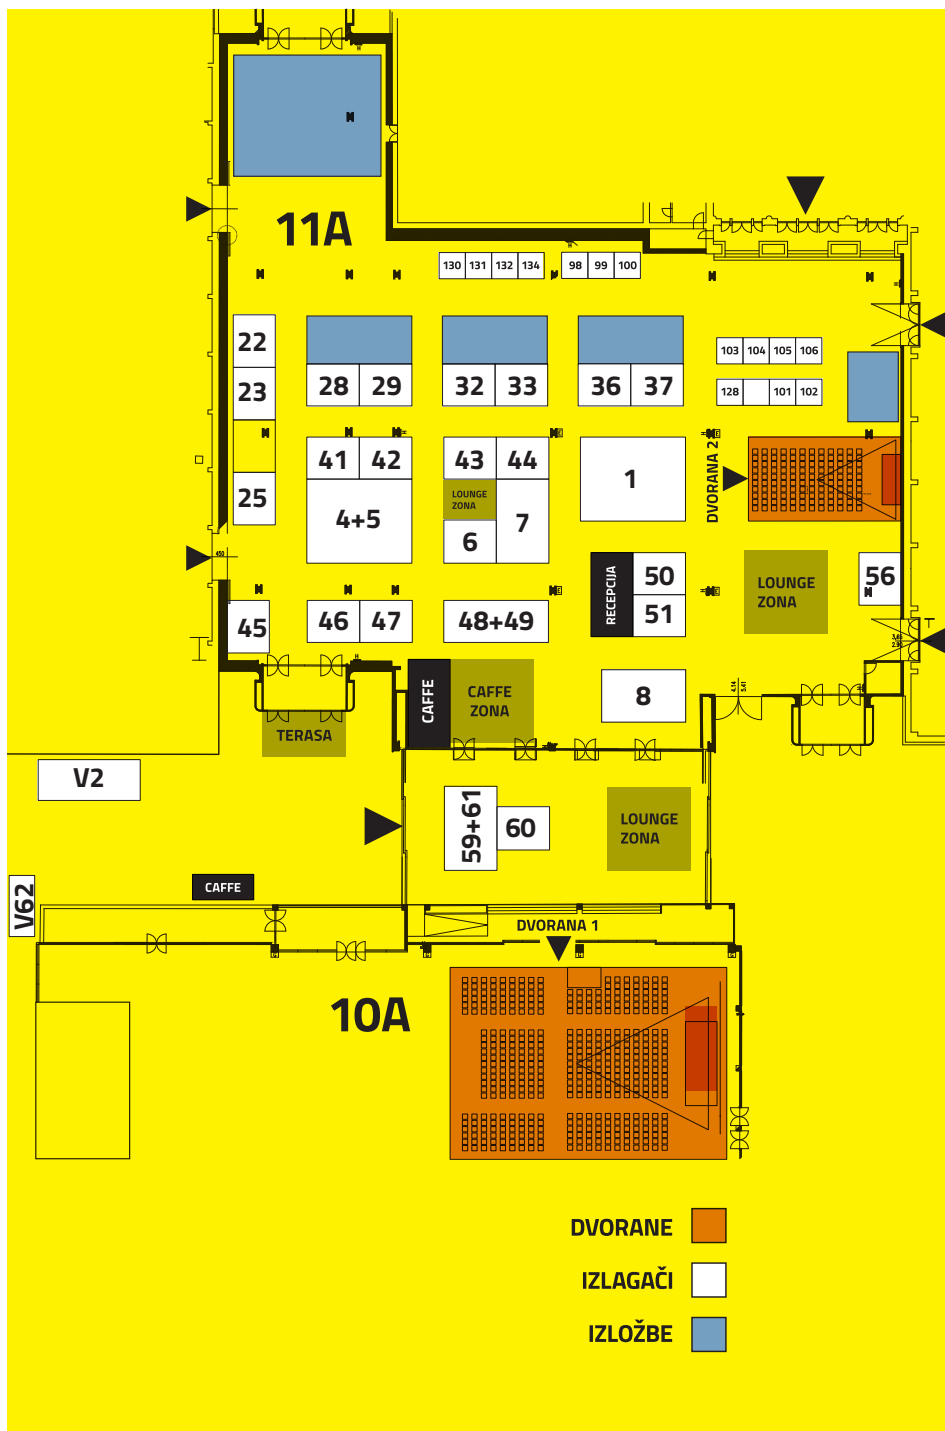 11A
130 131 132 134 98 99 100
22
28 29 32 33 36 37
103 104 105 106
23
128 101 102
41 42 43 44
1
DVORANA 2
25
LOUNGE
ZONA
4+5
7
6
450
RECEPCIJA
50
51
LOUNGE
ZONA
56
45
46 47 48+49
CAFFE
CAFFE
ZONA
8
TERASA
V2
59+61
60
LOUNGE
ZONA
CAFFE
V62
DVORANA 1
10A
DVORANE
IZLAGAČI
IZLOŽBE